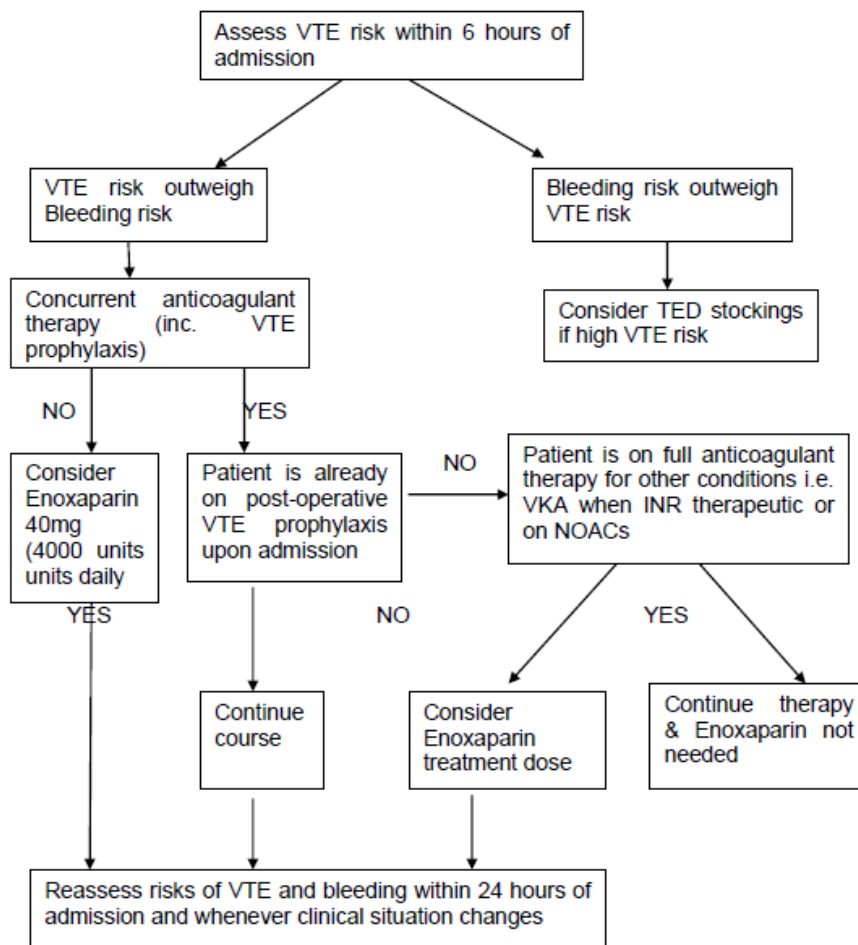 Assess VTE risk within 6 hours of
admission
VTE risk outweigh
Bleeding risk
Bleeding risk outweigh
VTE risk
Concurrent anticoagulant
therapy (inc. VTE
prophylaxis)
Consider TED stockings
if high VTE risk
NO
YES
Consider
Enoxaparin
40mg
(4000 units
units daily
Patient is already
on post-operative
VTE prophylaxis
upon admission
NO
Patient is on full anticoagulant
therapy for other conditions i.e.
VKA when INR therapeutic or
on NOACs
YES
NO
YES
Continue
course
Consider
Enoxaparin
treatment dose
Continue therapy
& Enoxaparin not
needed
Reassess risks of VTE and bleeding within 24 hours of
admission and whenever clinical situation changes